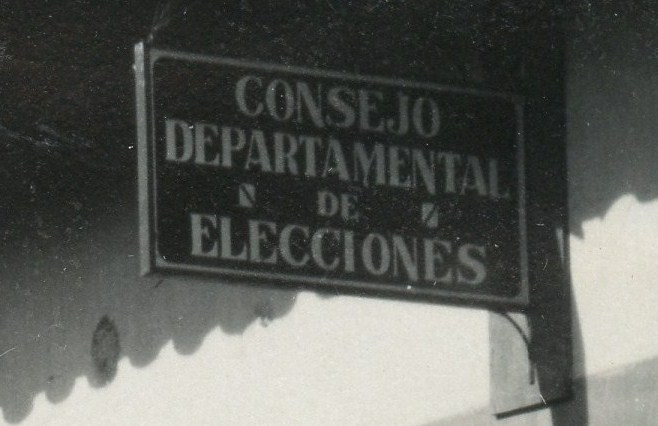 CONSEJO
DEPARTAMENTAL
DE
ELECCIONES